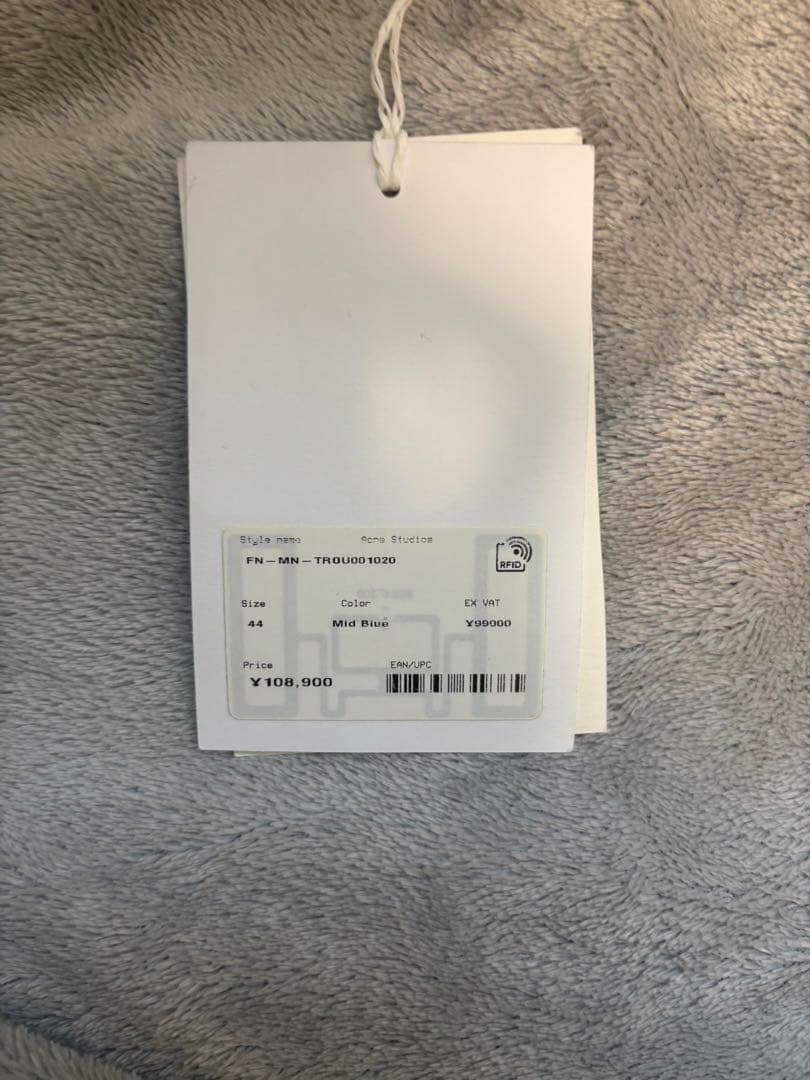 Style name Acne Studios
FN-MN-TROU001020
RFID
Size Color EX VAT
44 Mid Blue ¥99000
Price EAN/UPC
¥108,900